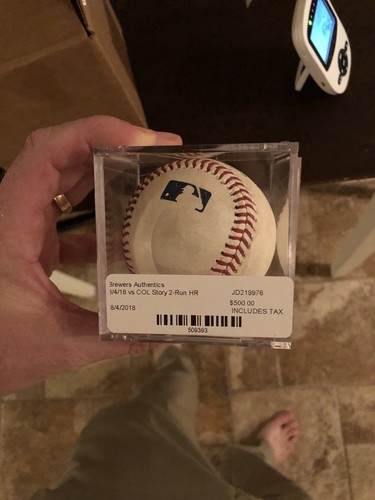 Brewers Authentics
8/4/18 vs COL Story 2-Run HR JD219976
$500.00
8/4/2018 INCLUDES TAX
509393